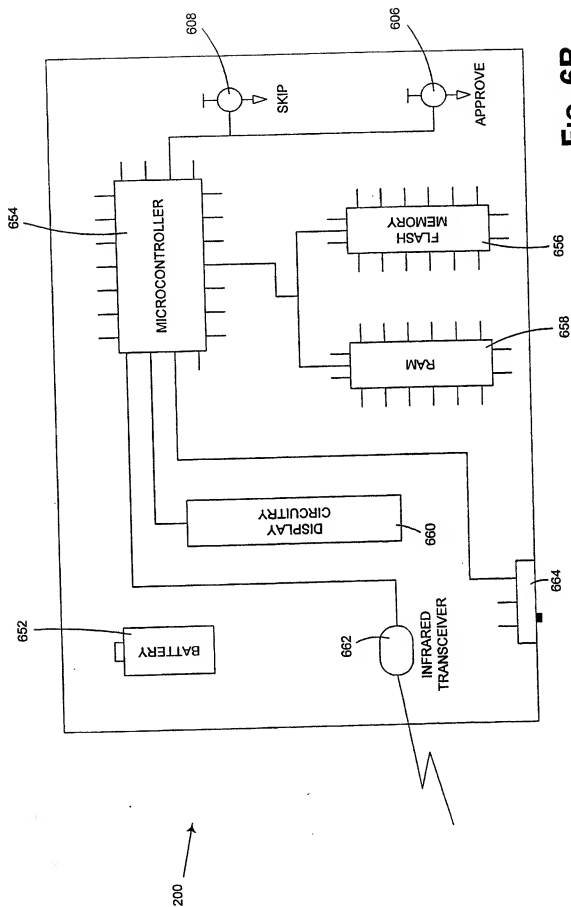 608
606
SKIP
APPROVE
654
MICROCONTROLLER
FLASH
MEMORY
656
RAM
658
DISPLAY
CIRCUITRY
660
652
BATTERY
662
INFRARED
TRANSCEIVER
664
200
FIG. 6B